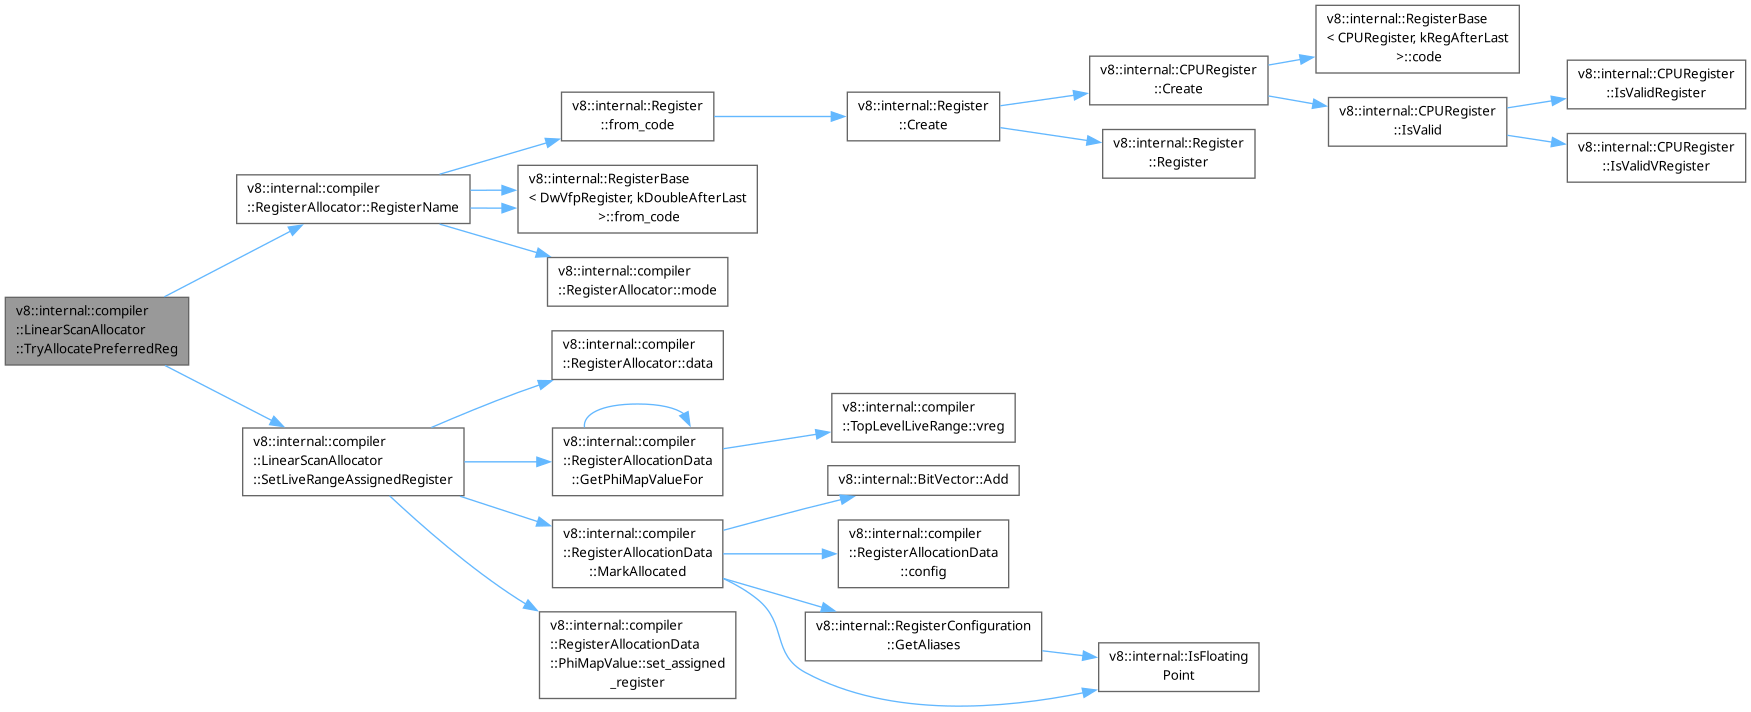 v8::internal::compiler
::LinearScanAllocator
::TryAllocatePreferredReg
v8::internal::compiler
::RegisterAllocator::RegisterName
v8::internal::Register
::from_code
v8::internal::Register
::Create
v8::internal::CPURegister
::Create
v8::internal::RegisterBase
< CPURegister, kRegAfterLast
>::code
v8::internal::CPURegister
::IsValid
v8::internal::CPURegister
::IsValidRegister
v8::internal::CPURegister
::IsValidVRegister
v8::internal::Register
::Register
v8::internal::RegisterBase
< DwVfpRegister, kDoubleAfterLast
>::from_code
v8::internal::compiler
::RegisterAllocator::mode
v8::internal::compiler
::LinearScanAllocator
::SetLiveRangeAssignedRegister
v8::internal::compiler
::RegisterAllocator::data
v8::internal::compiler
::RegisterAllocationData
::GetPhiMapValueFor
v8::internal::compiler
::TopLevelLiveRange::vreg
v8::internal::compiler
::RegisterAllocationData
::MarkAllocated
v8::internal::BitVector::Add
v8::internal::compiler
::RegisterAllocationData
::config
v8::internal::RegisterConfiguration
::GetAliases
v8::internal::IsFloating
Point
v8::internal::compiler
::RegisterAllocationData
::PhiMapValue::set_assigned
_register